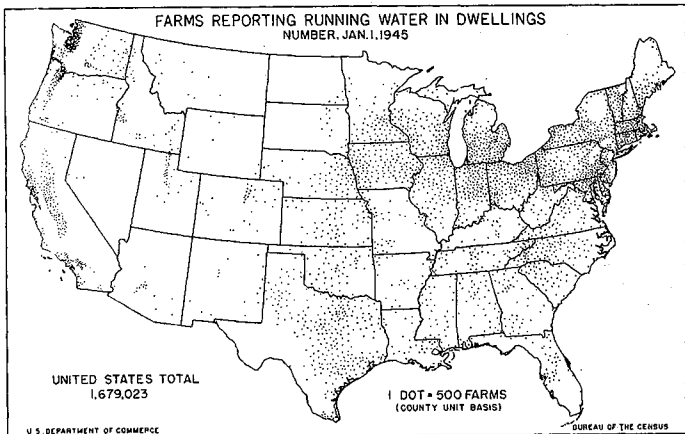 FARMS REPORTING RUNNING WATER IN DWELLINGS
NUMBER, JAN. 1, 1945
UNITED STATES TOTAL
1,679,023
1 DOT = 500 FARMS
(COUNTY UNIT BASIS)
U.S. DEPARTMENT OF COMMERCE
BUREAU OF THE CENSUS